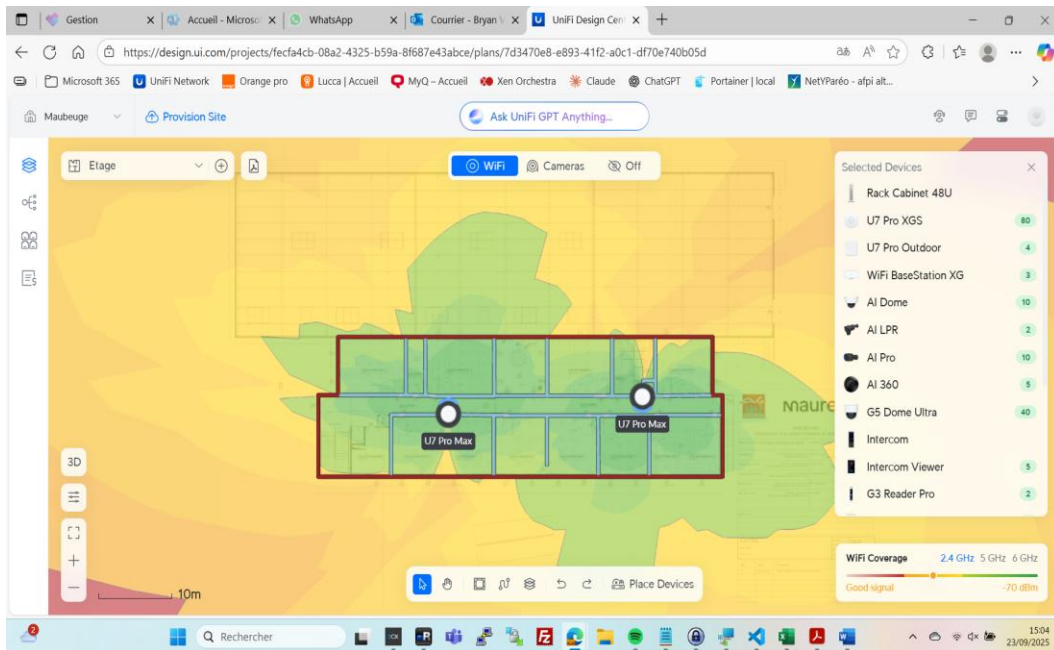 Gestion
Accueil - Microso
WhatsApp
Courrier - Bryan V
UniFi Design Cent
https://design.ui.com/projects/fecfa4cb-08a2-4325-b59a-8f687e43abce/plans/7d3470e8-e893-41f2-a0c1-df70e740b05d
Microsoft 365
UniFi Network
Orange pro
Lucca | Accueil
MyQ – Accueil
Xen Orchestra
Claude
ChatGPT
Portainer | local
NetYParéo - afpi alt...
Maubeuge
Provision Site
Ask UniFi GPT Anything...
Etage
WiFi
Cameras
Off
Selected Devices
Rack Cabinet 48U
U7 Pro XGS 80
U7 Pro Outdoor 4
WiFi BaseStation XG 3
AI Dome 10
AI LPR 2
AI Pro 10
AI 360 5
G5 Dome Ultra 40
Intercom
Intercom Viewer 5
G3 Reader Pro 2
maure
U7 Pro Max
U7 Pro Max
3D
10m
Place Devices
WiFi Coverage 2.4 GHz 5 GHz 6 GHz
Good signal -70 dBm
2
Rechercher
15:04
23/09/2025